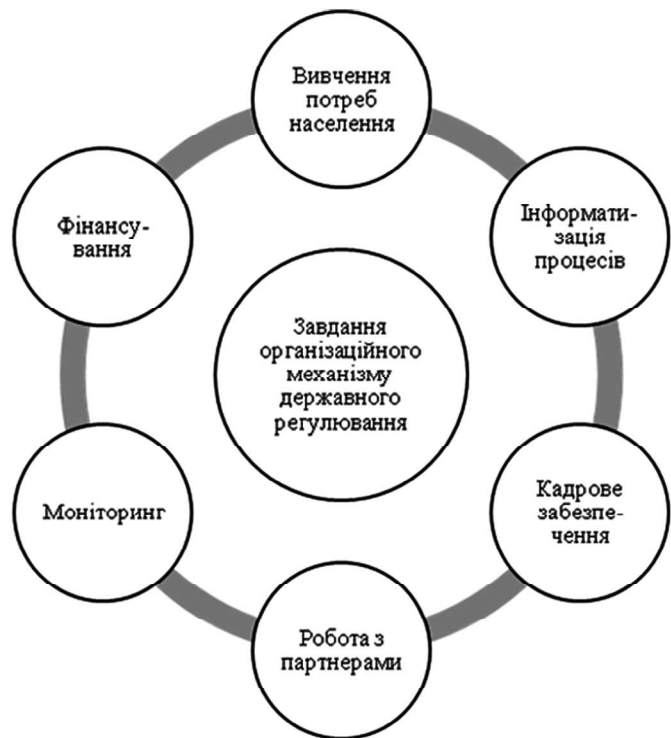 Вивчення
потреб
населення
Інформати-
зація
процесів
Кадрове
забезпе-
чення
Робота з
партнерами
Моніторинг
Фінансу-
вання
Завдання
організаційного
механізму
державного
регулювання